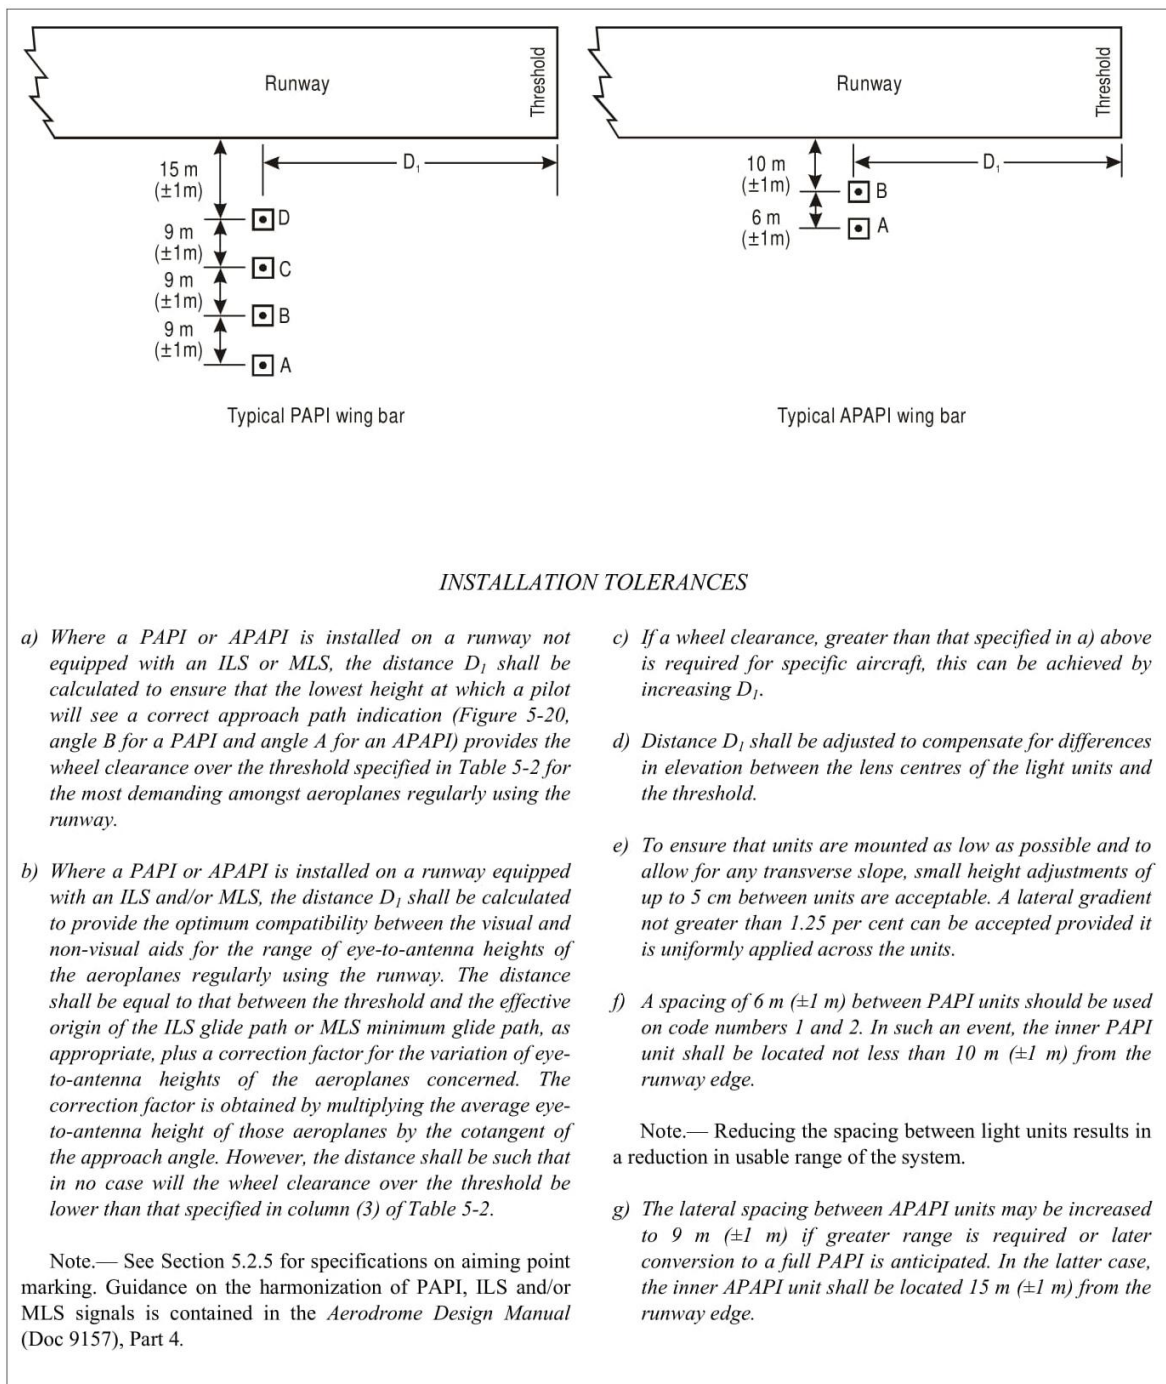 Runway
Threshold
15 m
(±1m)
D1
D
9 m
(±1m)
C
9 m
(±1m)
B
9 m
(±1m)
A
Typical PAPI wing bar
Runway
Threshold
10 m
(±1m)
D1
B
6 m
(±1m)
A
Typical APAPI wing bar
INSTALLATION TOLERANCES
a) Where a PAPI or APAPI is installed on a runway not
equipped with an ILS or MLS, the distance D1 shall be
calculated to ensure that the lowest height at which a pilot
will see a correct approach path indication (Figure 5-20,
angle B for a PAPI and angle A for an APAPI) provides the
wheel clearance over the threshold specified in Table 5-2 for
the most demanding amongst aeroplanes regularly using the
runway.
b) Where a PAPI or APAPI is installed on a runway equipped
with an ILS and/or MLS, the distance D1 shall be calculated
to provide the optimum compatibility between the visual and
non-visual aids for the range of eye-to-antenna heights of
the aeroplanes regularly using the runway. The distance
shall be equal to that between the threshold and the effective
origin of the ILS glide path or MLS minimum glide path, as
appropriate, plus a correction factor for the variation of eye-
to-antenna heights of the aeroplanes concerned. The
correction factor is obtained by multiplying the average eye-
to-antenna height of those aeroplanes by the cotangent of
the approach angle. However, the distance shall be such that
in no case will the wheel clearance over the threshold be
lower than that specified in column (3) of Table 5-2.
Note.— See Section 5.2.5 for specifications on aiming point
marking. Guidance on the harmonization of PAPI, ILS and/or
MLS signals is contained in the Aerodrome Design Manual
(Doc 9157), Part 4.
c) If a wheel clearance, greater than that specified in a) above
is required for specific aircraft, this can be achieved by
increasing D1.
d) Distance D1 shall be adjusted to compensate for differences
in elevation between the lens centres of the light units and
the threshold.
e) To ensure that units are mounted as low as possible and to
allow for any transverse slope, small height adjustments of
up to 5 cm between units are acceptable. A lateral gradient
not greater than 1.25 per cent can be accepted provided it
is uniformly applied across the units.
f) A spacing of 6 m (±1 m) between PAPI units should be used
on code numbers 1 and 2. In such an event, the inner PAPI
unit shall be located not less than 10 m (±1 m) from the
runway edge.
Note.— Reducing the spacing between light units results in
a reduction in usable range of the system.
g) The lateral spacing between APAPI units may be increased
to 9 m (±1 m) if greater range is required or later
conversion to a full PAPI is anticipated. In the latter case,
the inner APAPI unit shall be located 15 m (±1 m) from the
runway edge.